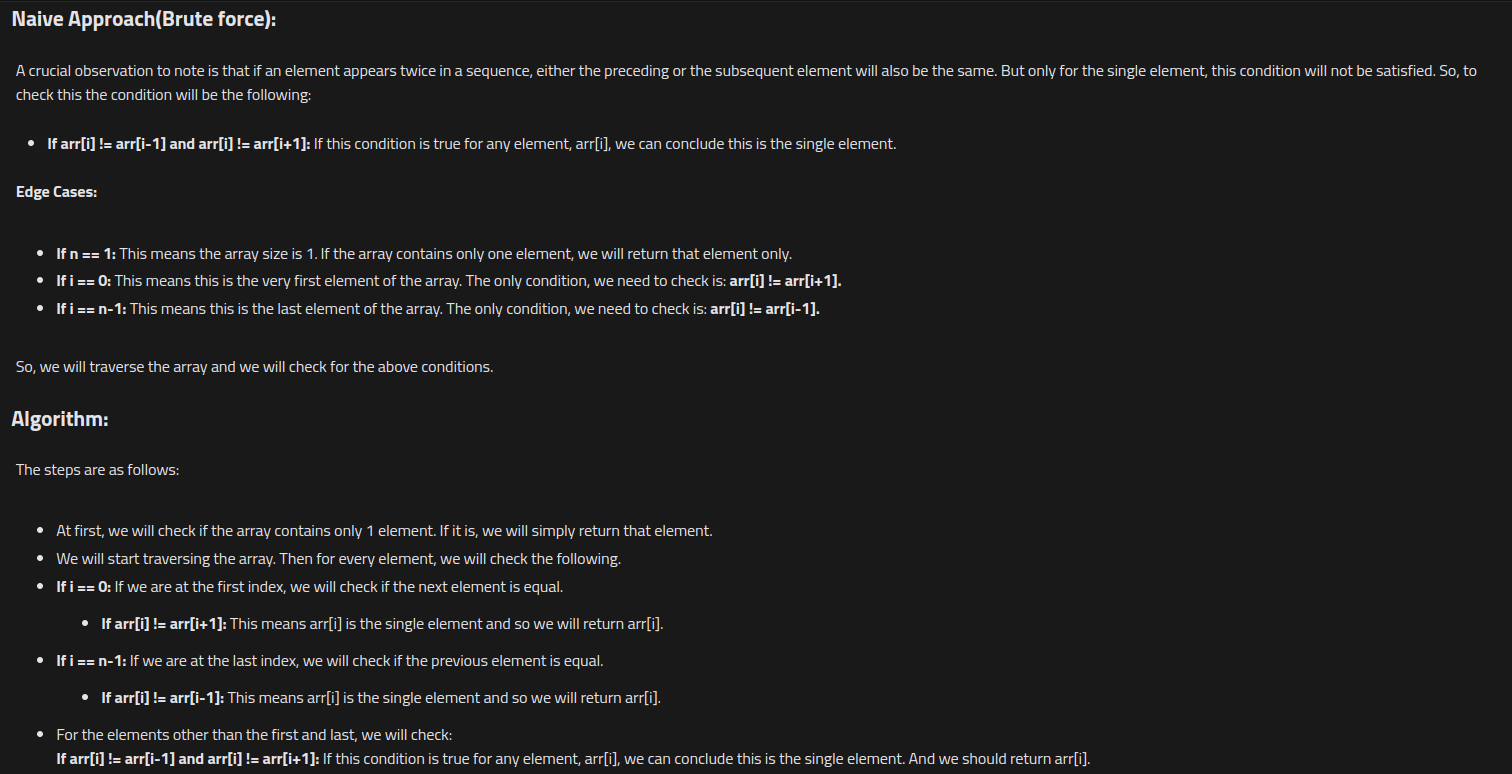 Naive Approach(Brute force):
A crucial observation to note is that if an element appears twice in a sequence, either the preceding or the subsequent element will also be the same. But only for the single element, this condition will not be satisfied. So, to
check this the condition will be the following:
• If arr[i] != arr[i-1] and arr[i] != arr[i+1]: If this condition is true for any element, arr[i], we can conclude this is the single element.
Edge Cases:
• If n == 1: This means the array size is 1. If the array contains only one element, we will return that element only.
• If i == 0: This means this is the very first element of the array. The only condition, we need to check is: arr[i] != arr[i+1].
• If i == n-1: This means this is the last element of the array. The only condition, we need to check is: arr[i] != arr[i-1].
So, we will traverse the array and we will check for the above conditions.
Algorithm:
The steps are as follows:
• At first, we will check if the array contains only 1 element. If it is, we will simply return that element.
• We will start traversing the array. Then for every element, we will check the following.
• If i == 0: If we are at the first index, we will check if the next element is equal.
• If arr[i] != arr[i+1]: This means arr[i] is the single element and so we will return arr[i].
• If i == n-1: If we are at the last index, we will check if the previous element is equal.
• If arr[i] != arr[i-1]: This means arr[i] is the single element and so we will return arr[i].
• For the elements other than the first and last, we will check:
If arr[i] != arr[i-1] and arr[i] != arr[i+1]: If this condition is true for any element, arr[i], we can conclude this is the single element. And we should return arr[i].